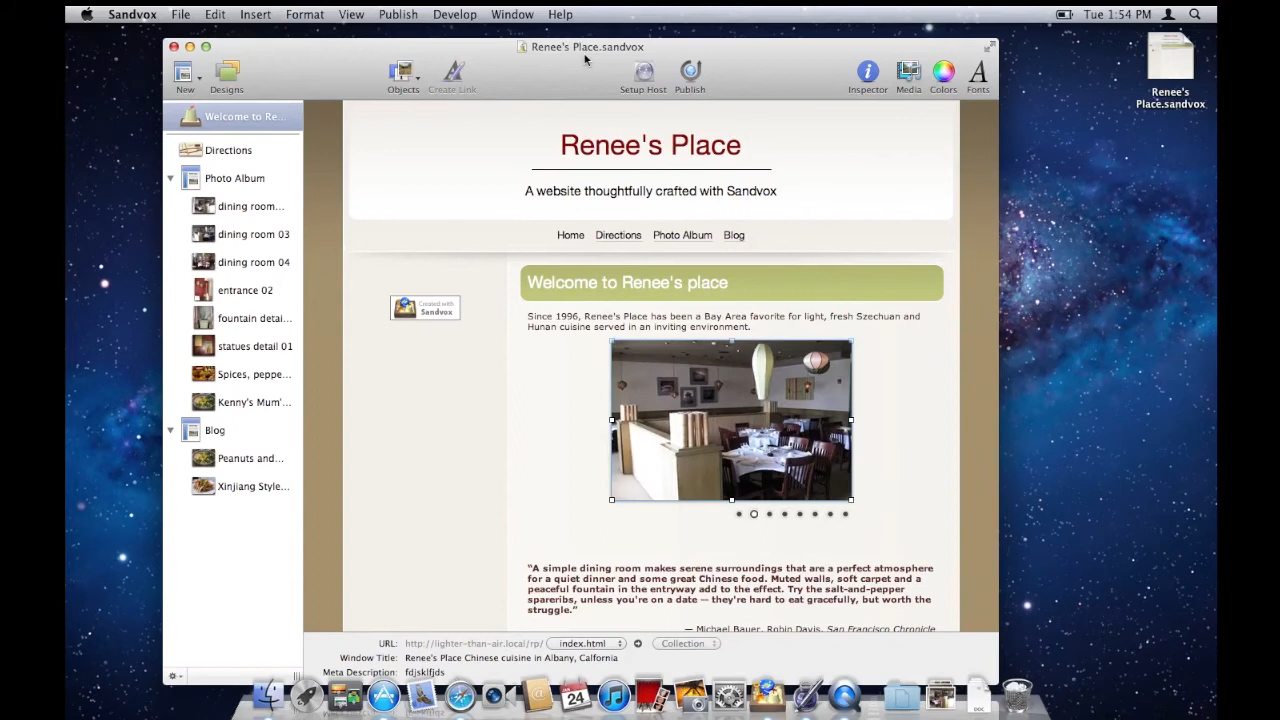 Sandvox File Edit Insert Format View Publish Develop Window Help Tue 1:54 PM
Renee's Place.sandvox
New Designs Objects Create Link Setup Host Publish Inspector Media Colors Fonts
Renee's
Place.sandvox
Welcome to Re...
Directions
Photo Album
dining room...
dining room 03
dining room 04
entrance 02
fountain detai...
statues detail 01
Spices, peppe...
Kenny's Mum'...
Blog
Peanuts and...
Xinjiang Style...
Renee's Place
A website thoughtfully crafted with Sandvox
Home Directions Photo Album Blog
Welcome to Renee's place
Created with
Sandvox
Since 1996, Renee's Place has been a Bay Area favorite for light, fresh Szechuan and
Hunan cuisine served in an inviting environment.
“A simple dining room makes serene surroundings that are a perfect atmosphere
for a quiet dinner and some great Chinese food. Muted walls, soft carpet and a
peaceful fountain in the entryway add to the effect. Try the salt-and-pepper
spareribs, unless you're on a date — they're hard to eat gracefully, but worth the
struggle.”
— Michael Bauer, Robin Davis, San Francisco Chronicle
URL: http://lighter-than-air.local/rp/ index.html Collection
Window Title: Renee's Place Chinese cuisine in Albany, Calfornia
Meta Description: fdjsklfjds
24
DOC